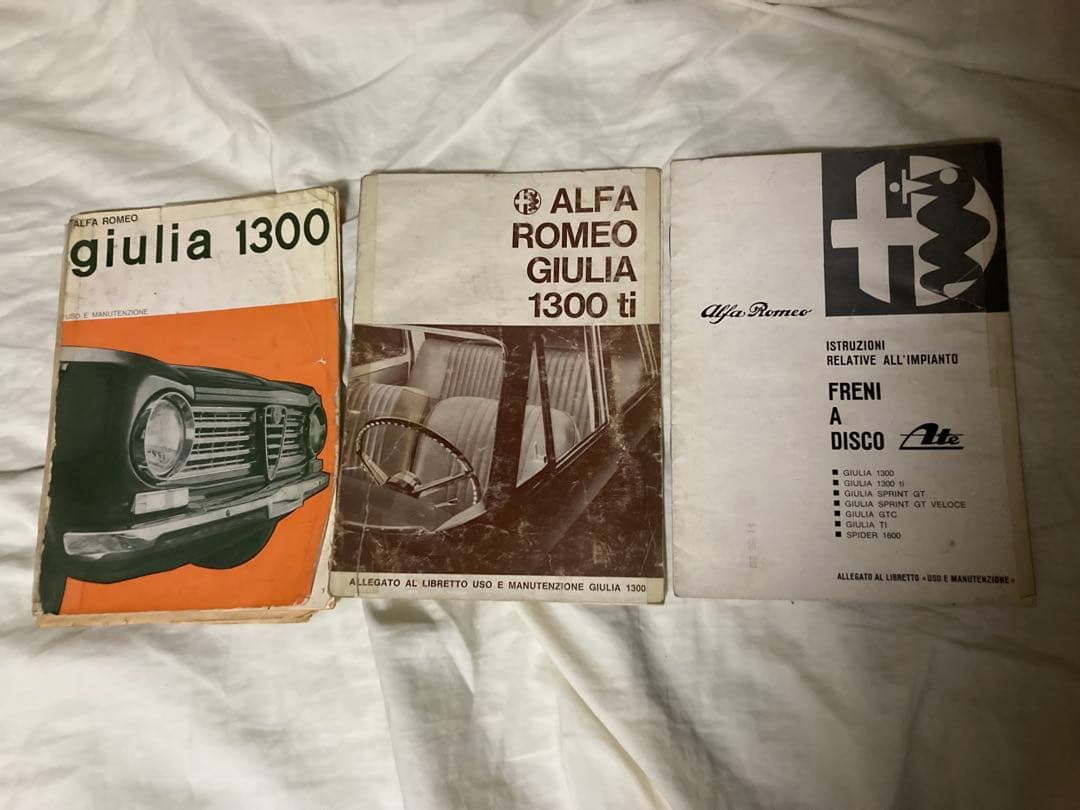 ALFA ROMEO
giulia 1300
USO E MANUTENZIONE
ALFA
ROMEO
GIULIA
1300 ti
ALLEGATO AL LIBRETTO USO E MANUTENZIONE GIULIA 1300
Alfa Romeo
ISTRUZIONI
RELATIVE ALL'IMPIANTO
FRENI
A
DISCO Ate
GIULIA 1300
GIULIA 1300 ti
GIULIA SPRINT GT
GIULIA SPRINT GT VELOCE
GIULIA GTC
GIULIA TI
SPIDER 1600
ALLEGATO AL LIBRETTO «USO E MANUTENZIONE»